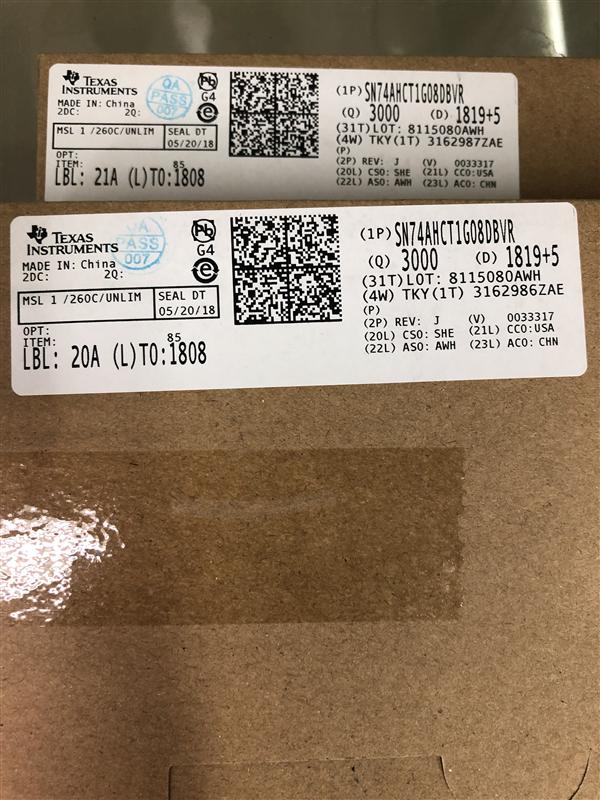 TEXAS
INSTRUMENTS
MADE IN: China
2DC: 2Q:
QA
PASS
007
Pb
G4
e
MSL 1 /260C/UNLIM
SEAL DT
05/20/18
OPT:
ITEM: 85
LBL: 21A (L)TO:1808
(1P) SN74AHCT1G08DBVR
(Q) 3000 (D) 1819+5
(31T)LOT: 8115080AWH
(4W) TKY(1T) 3162987ZAE
(P)
(2P) REV: J (V) 0033317
(20L) CSO: SHE (21L) CCO:USA
(22L) ASO: AWH (23L) ACO: CHN
TEXAS
INSTRUMENTS
MADE IN: China
2DC: 2Q:
QA
PASS
007
Pb
G4
e
MSL 1 /260C/UNLIM
SEAL DT
05/20/18
OPT:
ITEM: 85
LBL: 20A (L)TO:1808
(1P) SN74AHCT1G08DBVR
(Q) 3000 (D) 1819+5
(31T)LOT: 8115080AWH
(4W) TKY(1T) 3162986ZAE
(P)
(2P) REV: J (V) 0033317
(20L) CSO: SHE (21L) CCO:USA
(22L) ASO: AWH (23L) ACO: CHN